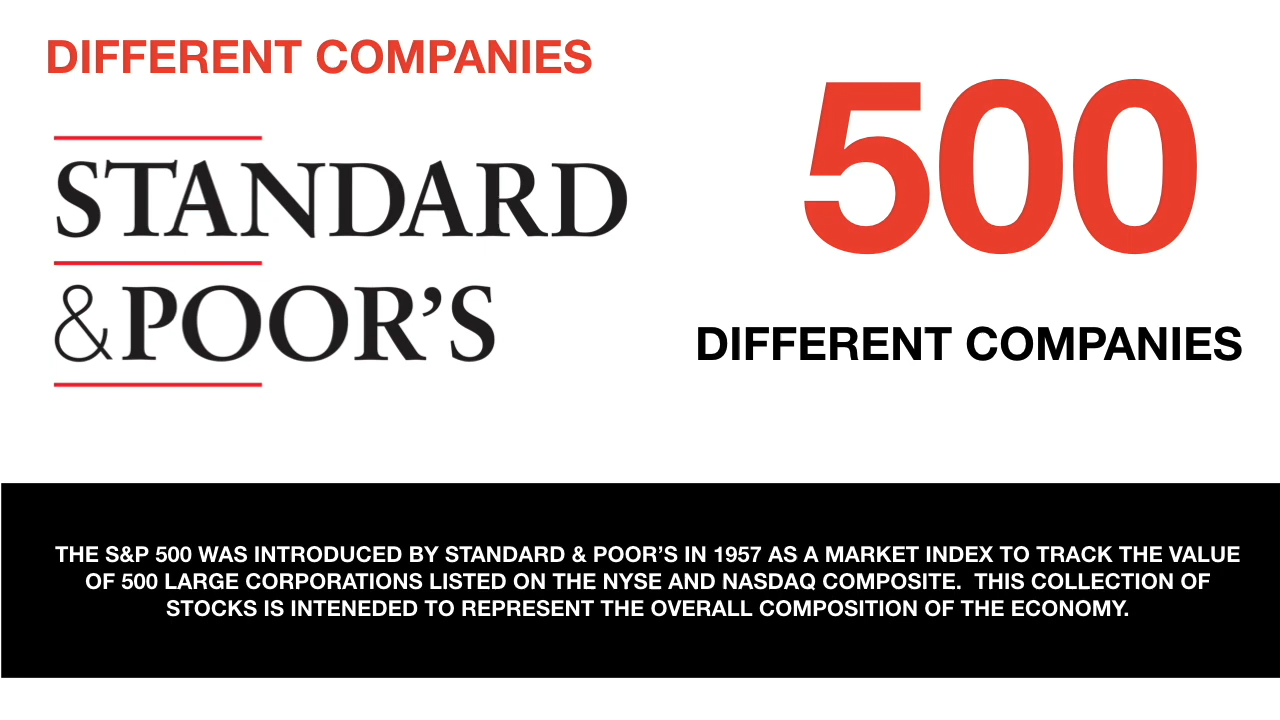 DIFFERENT COMPANIES
STANDARD
&POOR’S
500
DIFFERENT COMPANIES
THE S&P 500 WAS INTRODUCED BY STANDARD & POOR’S IN 1957 AS A MARKET INDEX TO TRACK THE VALUE
OF 500 LARGE CORPORATIONS LISTED ON THE NYSE AND NASDAQ COMPOSITE.  THIS COLLECTION OF
STOCKS IS INTENEDED TO REPRESENT THE OVERALL COMPOSITION OF THE ECONOMY.